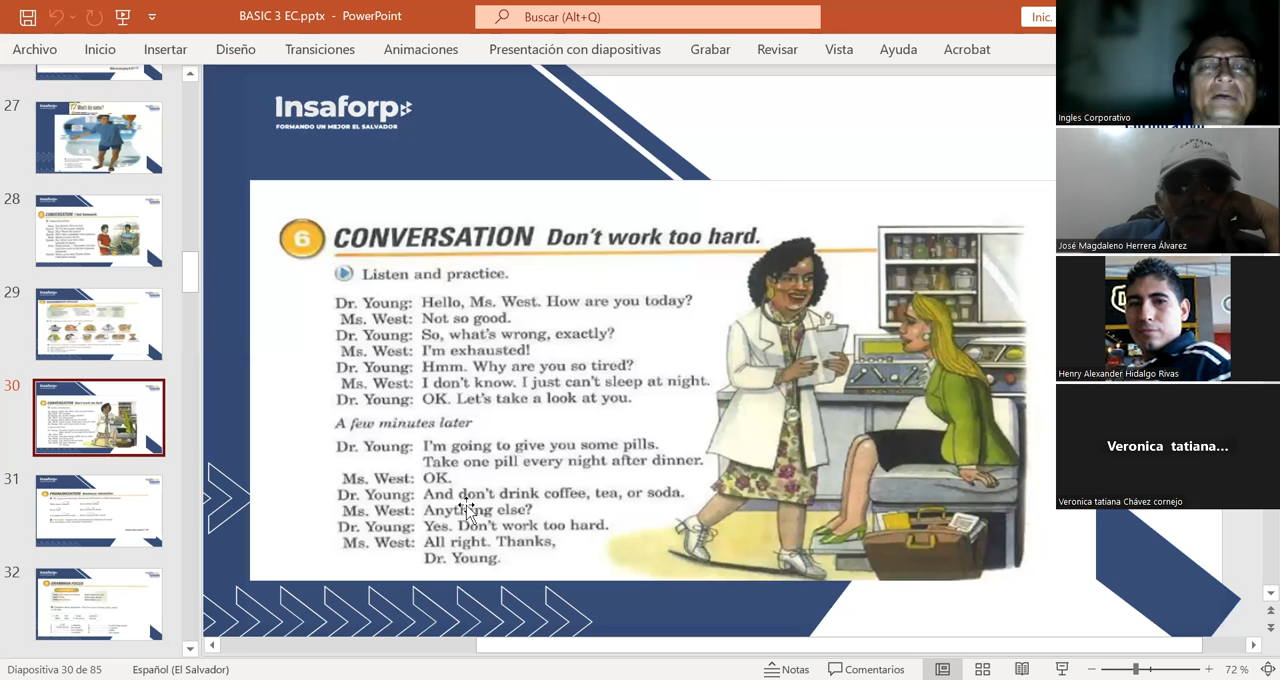 BASIC 3 EC.pptx - PowerPoint
Buscar (Alt+Q)
Inic.
Archivo Inicio Insertar Diseño Transiciones Animaciones Presentación con diapositivas Grabar Revisar Vista Ayuda Acrobat
27
28
29
30
31
32
Insaforp
FORMANDO UN MEJOR EL SALVADOR
6 CONVERSATION Don't work too hard.
Listen and practice.
Dr. Young: Hello, Ms. West. How are you today?
Ms. West: Not so good.
Dr. Young: So, what's wrong, exactly?
Ms. West: I'm exhausted!
Dr. Young: Hmm. Why are you so tired?
Ms. West: I don't know. I just can't sleep at night.
Dr. Young: OK. Let's take a look at you.
A few minutes later
Dr. Young: I'm going to give you some pills.
Take one pill every night after dinner.
Ms. West: OK.
Dr. Young: And don't drink coffee, tea, or soda.
Ms. West: Anything else?
Dr. Young: Yes. Don't work too hard.
Ms. West: All right. Thanks,
Dr. Young.
Ingles Corporativo
José Magdaleno Herrera Álvarez
Henry Alexander Hidalgo Rivas
Veronica tatiana...
Veronica tatiana Chávez cornejo
Diapositiva 30 de 85 Español (El Salvador) Notas Comentarios 72 %